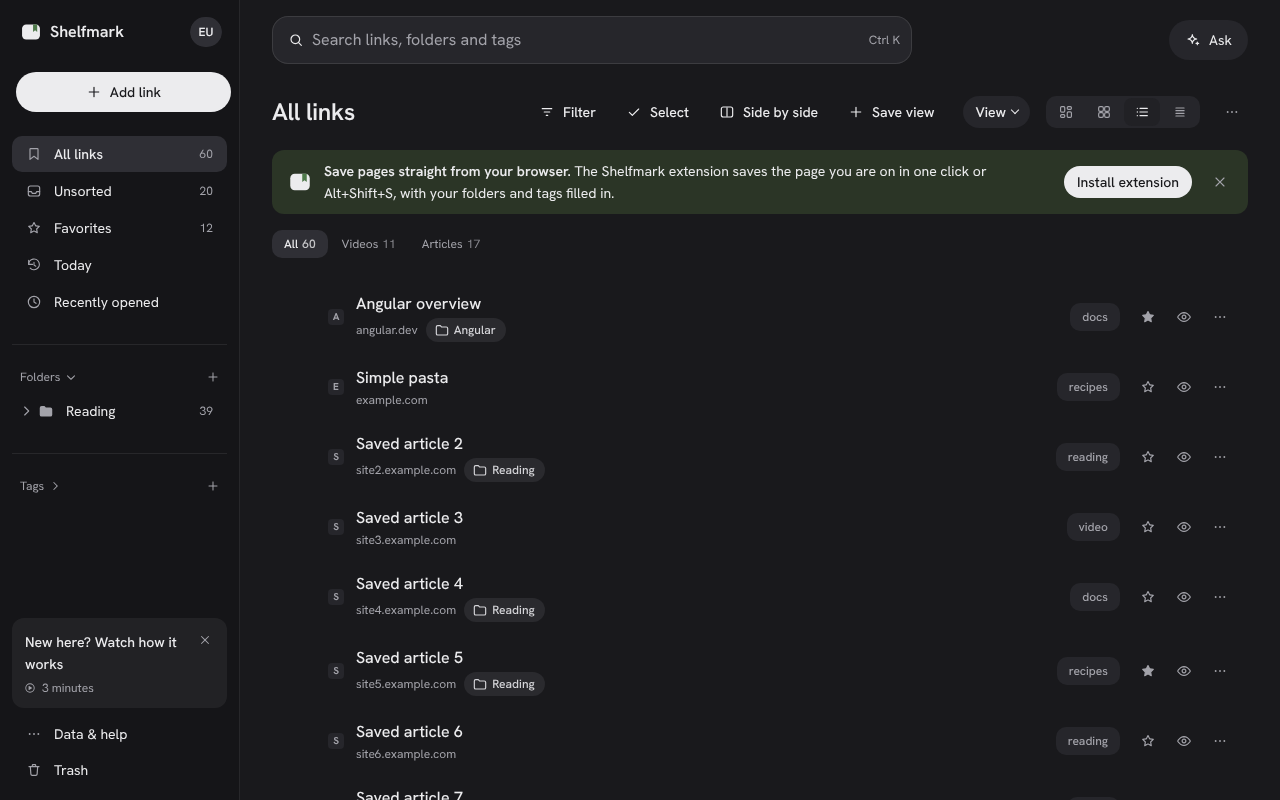 Shelfmark
EU
Add link
All links 60
Unsorted 20
Favorites 12
Today
Recently opened
Folders
Reading 39
Tags
New here? Watch how it
works
3 minutes
Data & help
Trash
Search links, folders and tags Ctrl K
Ask
All links
Filter Select Side by side Save view View
Save pages straight from your browser. The Shelfmark extension saves the page you are on in one click or
Alt+Shift+S, with your folders and tags filled in.
Install extension
All 60 Videos 11 Articles 17
A
Angular overview
angular.dev Angular
docs
E
Simple pasta
example.com
recipes
S
Saved article 2
site2.example.com Reading
reading
S
Saved article 3
site3.example.com
video
S
Saved article 4
site4.example.com Reading
docs
S
Saved article 5
site5.example.com Reading
recipes
S
Saved article 6
site6.example.com
reading
Saved article 7